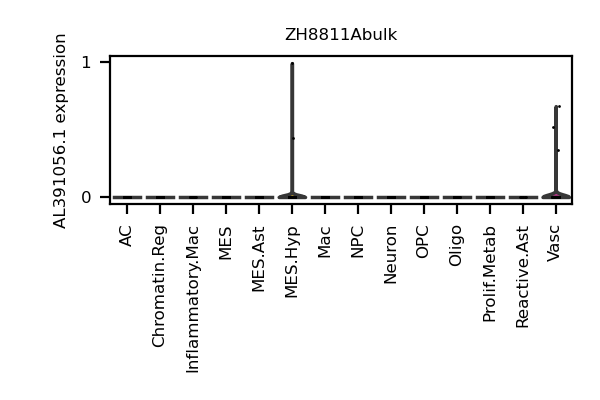 ZH8811Abulk
AL391056.1 expression
1
0
AC
Chromatin.Reg
Inflammatory.Mac
MES
MES.Ast
MES.Hyp
Mac
NPC
Neuron
OPC
Oligo
Prolif.Metab
Reactive.Ast
Vasc